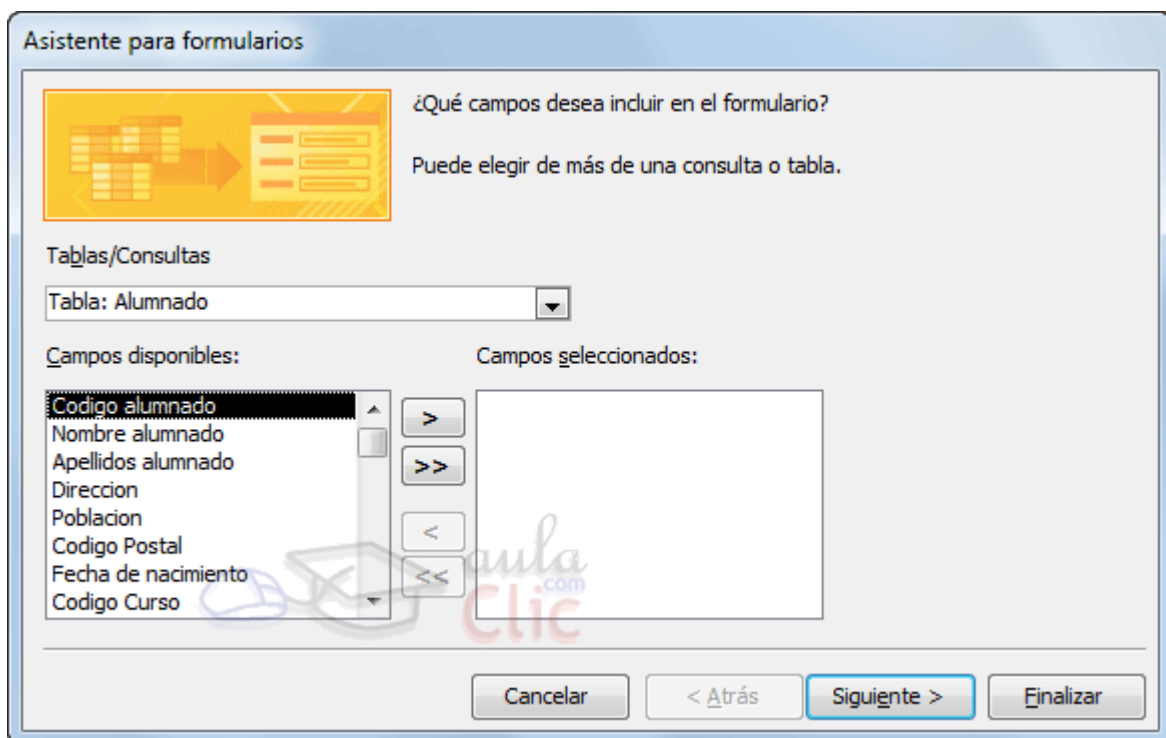 Asistente para formularios
¿Qué campos desea incluir en el formulario?
Puede elegir de más de una consulta o tabla.
Tablas/Consultas
Tabla: Alumnado
Campos disponibles:
Campos seleccionados:
Codigo alumnado
Nombre alumnado
Apellidos alumnado
Direccion
Poblacion
Codigo Postal
Fecha de nacimiento
Codigo Curso
>
>>
<
<<
aula
Clic
com
Cancelar
< Atrás
Siguiente >
Finalizar